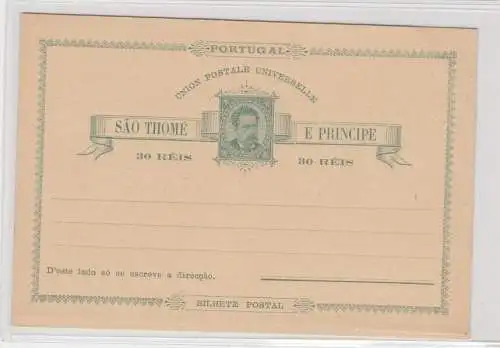 PORTUGAL
UNION POSTALE UNIVERSELLE
SÃO THOMÉ E PRINCIPE
30 RÉIS 30 RÉIS
D'este lado só se escreve a direcção.
BILHETE POSTAL